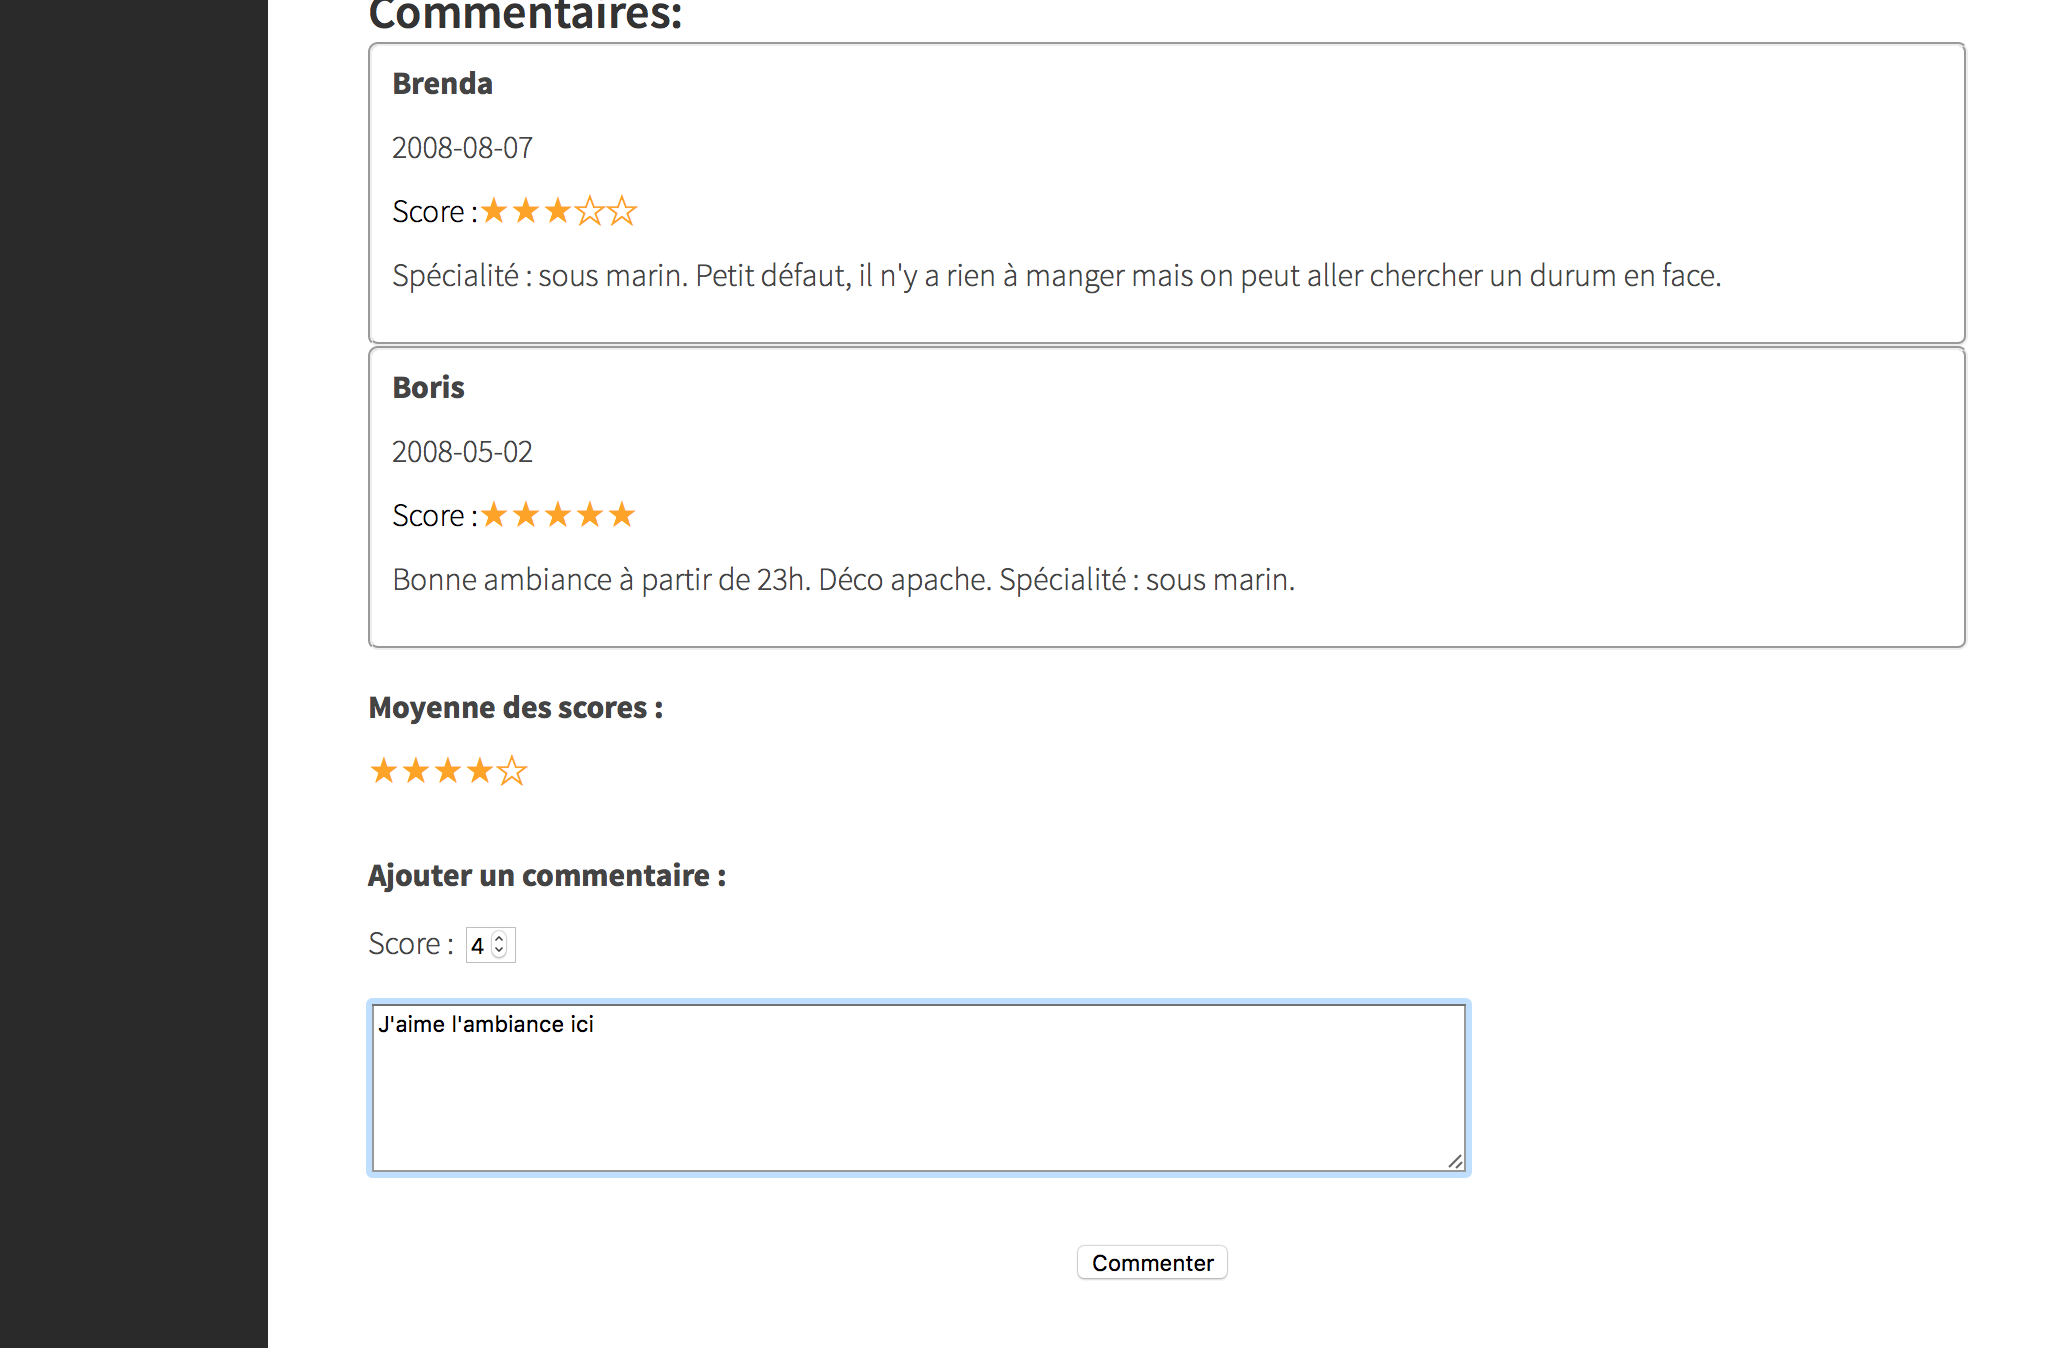 Commentaires:
Brenda
2008-08-07
Score :★★★☆☆
Spécialité : sous marin. Petit défaut, il n'y a rien à manger mais on peut aller chercher un durum en face.
Boris
2008-05-02
Score :★★★★★
Bonne ambiance à partir de 23h. Déco apache. Spécialité : sous marin.
Moyenne des scores :
★★★★☆
Ajouter un commentaire :
Score : 4
J'aime l'ambiance ici
Commenter